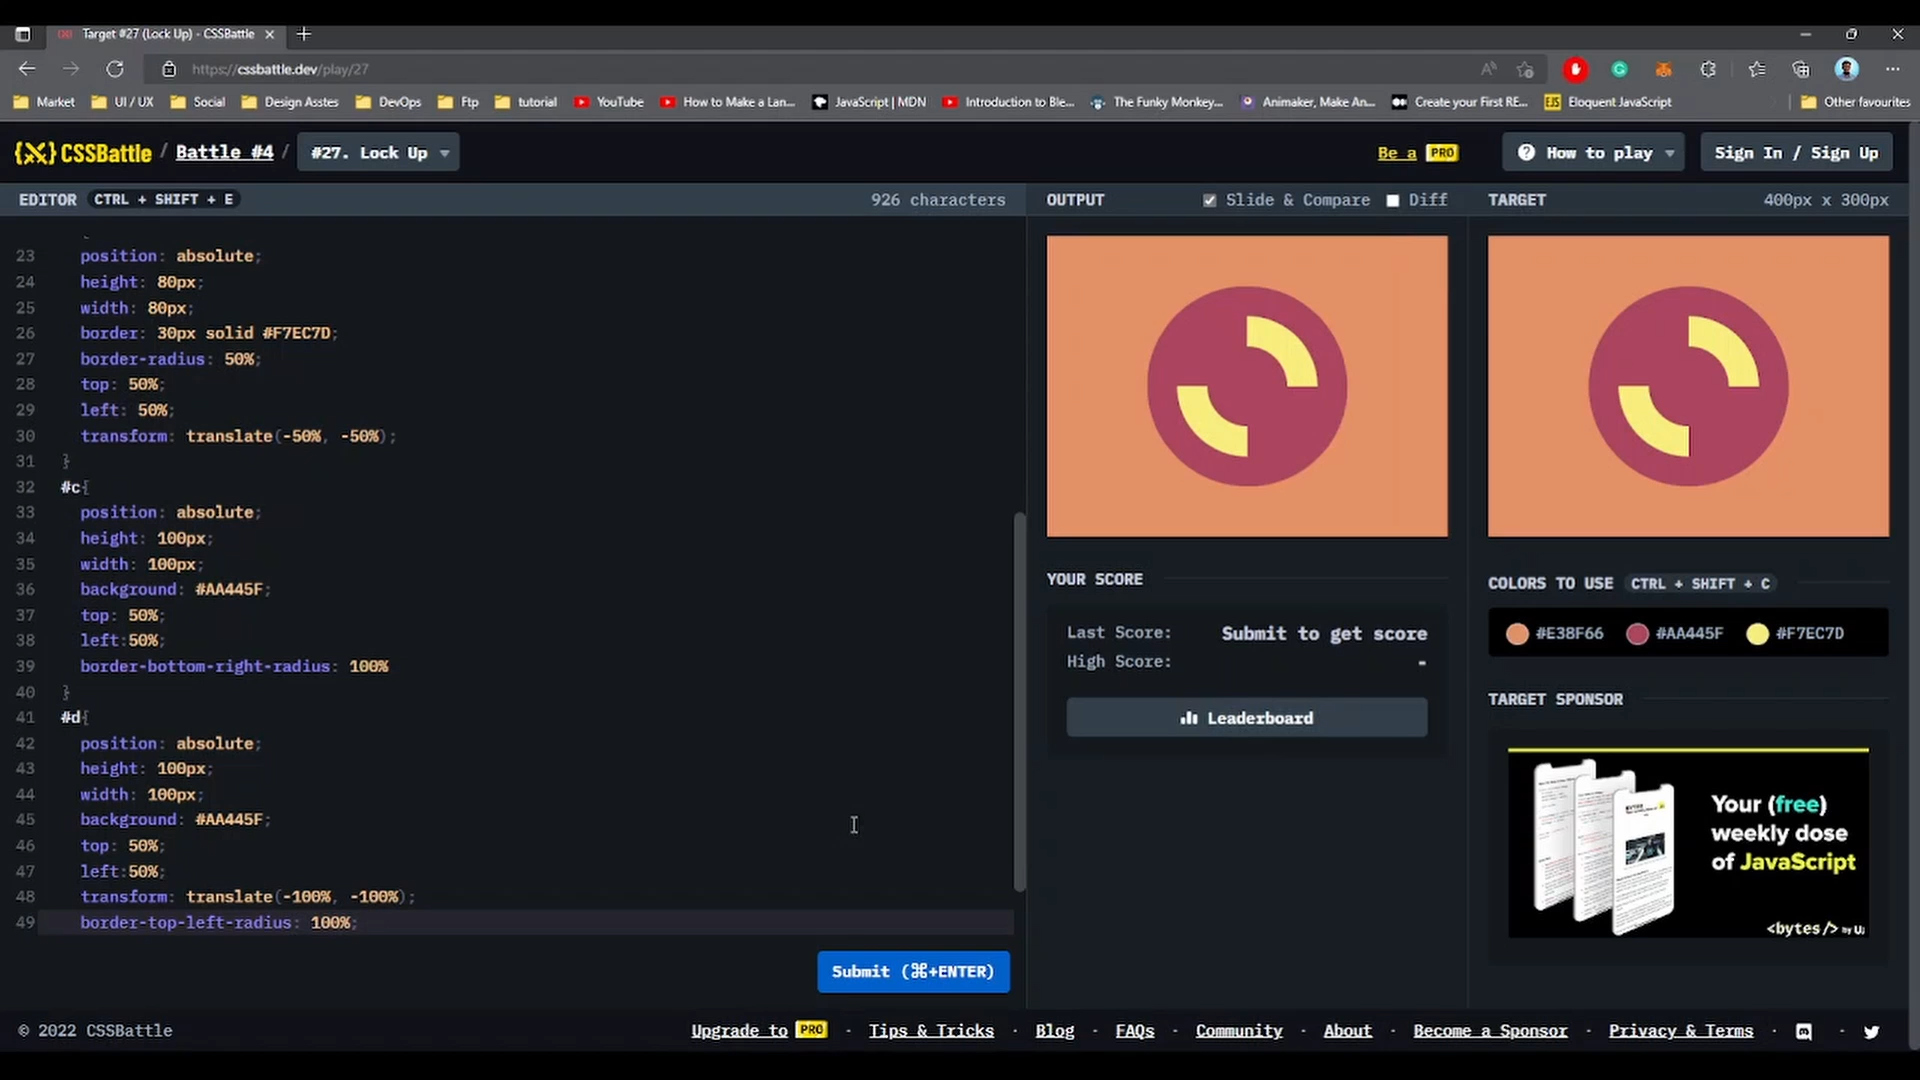 Target #27 (Lock Up) - CSSBattle
https://cssbattle.dev/play/27
Market UI / UX Social Design Asstes DevOps Ftp tutorial YouTube How to Make a Lan... JavaScript | MDN Introduction to Ble... The Funky Monkey... Animaker, Make An... Create your First RE... EJS Eloquent JavaScript Other favourites
CSSBattle / Battle #4 / #27. Lock Up Be a PRO How to play Sign In / Sign Up
EDITOR CTRL + SHIFT + E 926 characters OUTPUT Slide & Compare Diff TARGET 400px x 300px
23 position: absolute;
24 height: 80px;
25 width: 80px;
26 border: 30px solid #F7EC7D;
27 border-radius: 50%;
28 top: 50%;
29 left: 50%;
30 transform: translate(-50%, -50%);
31 }
32 #c{
33 position: absolute;
34 height: 100px;
35 width: 100px;
36 background: #AA445F;
37 top: 50%;
38 left:50%;
39 border-bottom-right-radius: 100%
40 }
41 #d{
42 position: absolute;
43 height: 100px;
44 width: 100px;
45 background: #AA445F;
46 top: 50%;
47 left:50%;
48 transform: translate(-100%, -100%);
49 border-top-left-radius: 100%;
Submit (⌘+ENTER)
YOUR SCORE
Last Score: Submit to get score
High Score: -
Leaderboard
COLORS TO USE CTRL + SHIFT + C
#E38F66 #AA445F #F7EC7D
TARGET SPONSOR
Your (free)
weekly dose
of JavaScript
<bytes/> by U.
© 2022 CSSBattle Upgrade to PRO · Tips & Tricks · Blog · FAQs · Community · About · Become a Sponsor · Privacy & Terms · ·